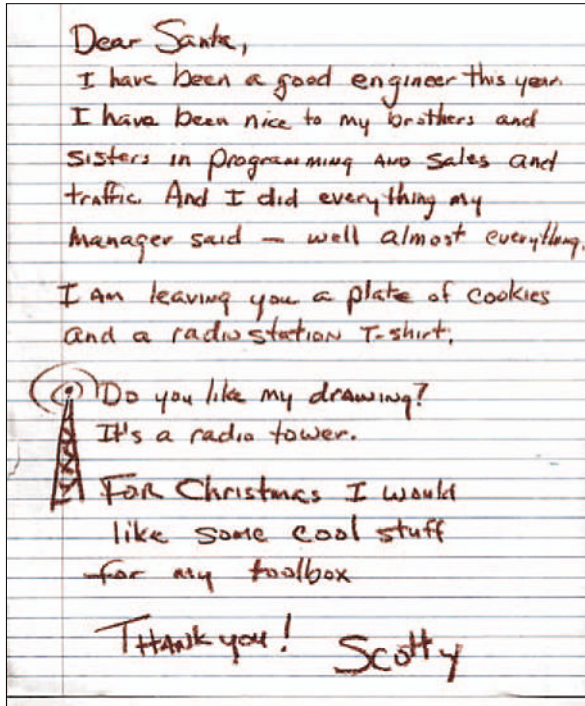 Dear Santa,
I have been a good engineer this year.
I have been nice to my brothers and
sisters in programming and sales and
traffic. And I did everything my
manager said – well almost everything.
I am leaving you a plate of cookies
and a radio station T-shirt.
Do you like my drawing?
It's a radio tower.
For Christmas I would
like some cool stuff
for my toolbox
Thank you! Scotty